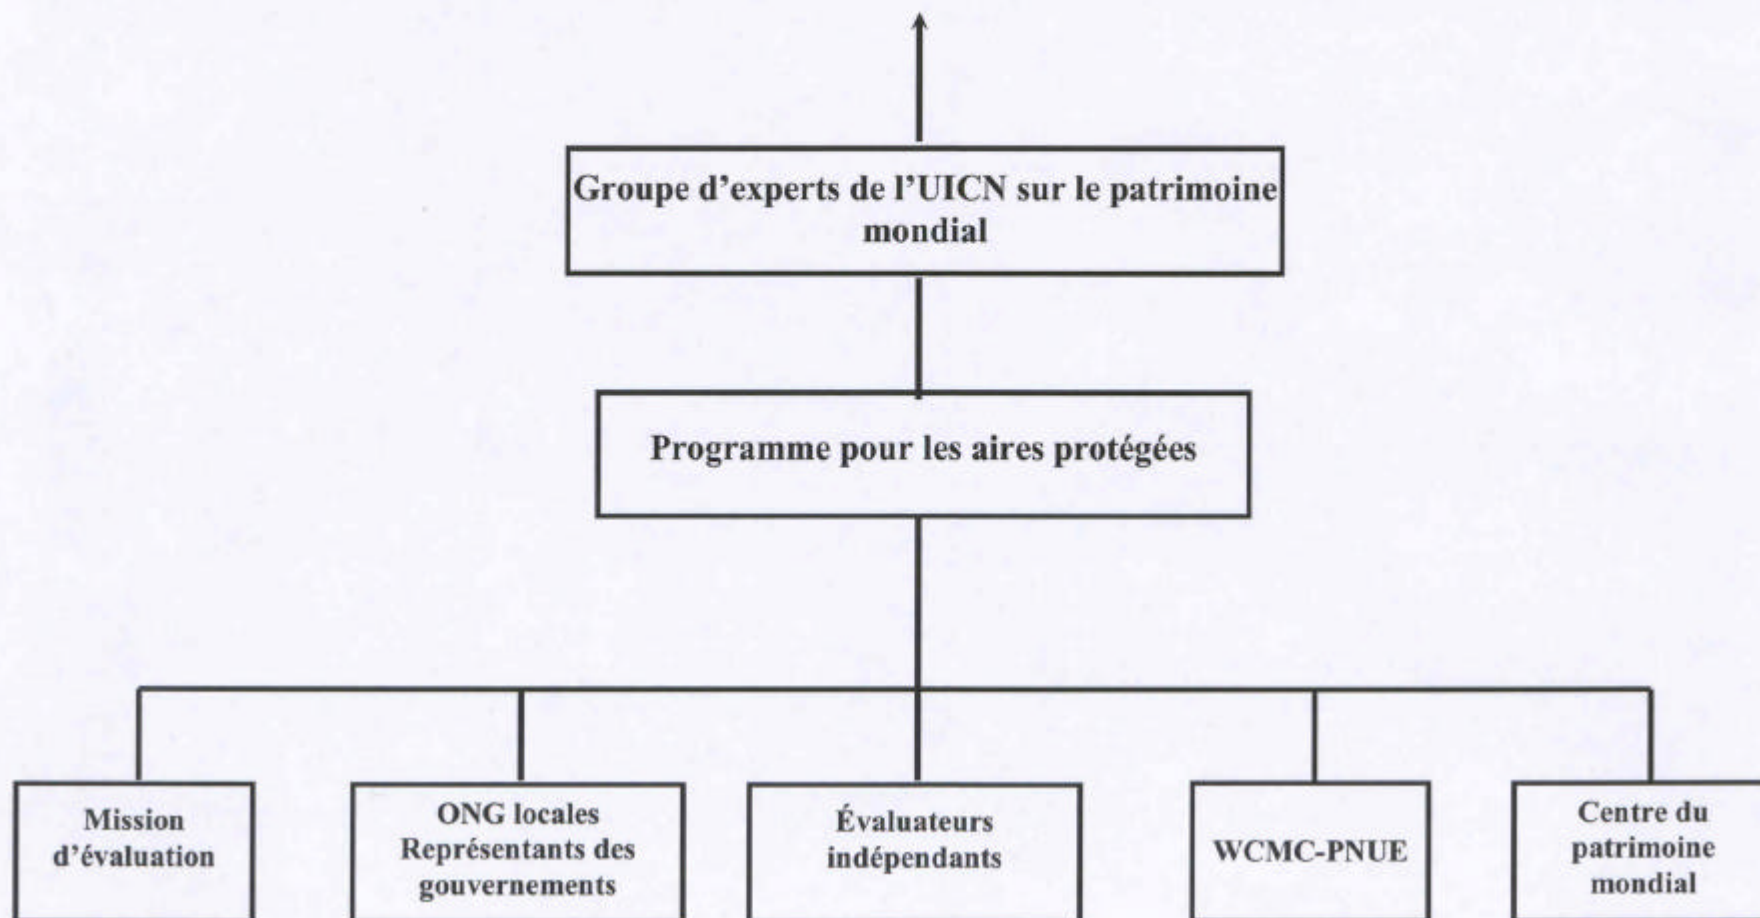 Groupe d'experts de l'UICN sur le patrimoine
mondial
Programme pour les aires protégées
Mission
d'évaluation
ONG locales
Représentants des
gouvernements
Évaluateurs
indépendants
WCMC-PNUE
Centre du
patrimoine
mondial